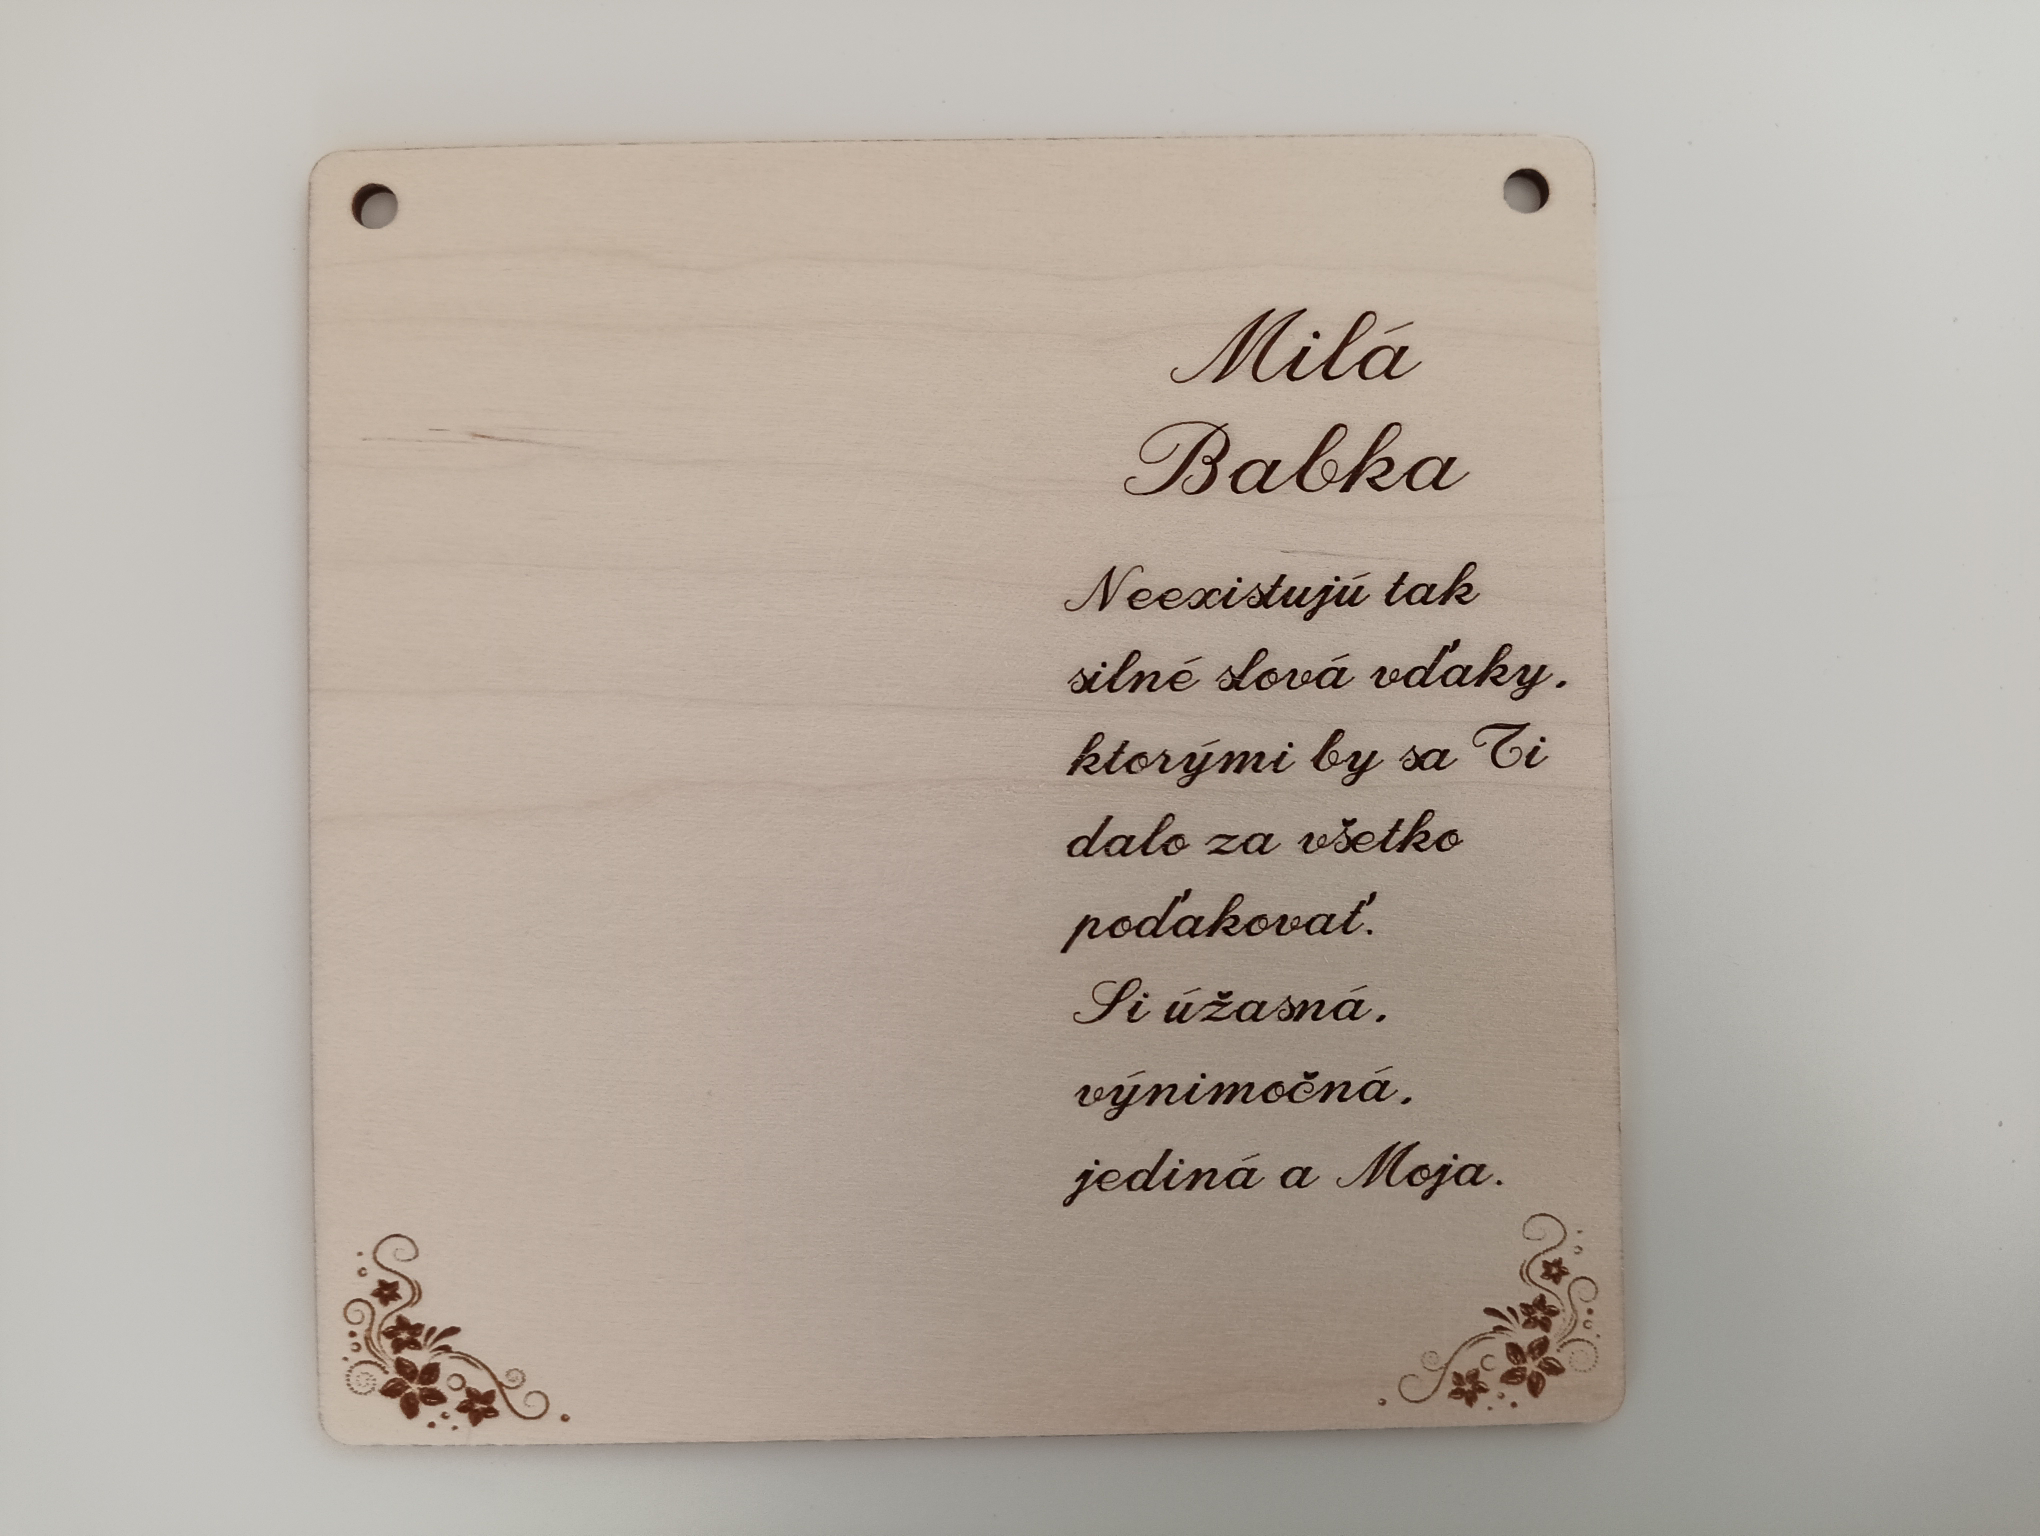 Milá
Babka
Neexistujú tak
silné slová vďaky.
ktorými by sa Ti
dalo za všetko
poďakovať.
Si úžasná.
výnimočná.
jediná a Moja.